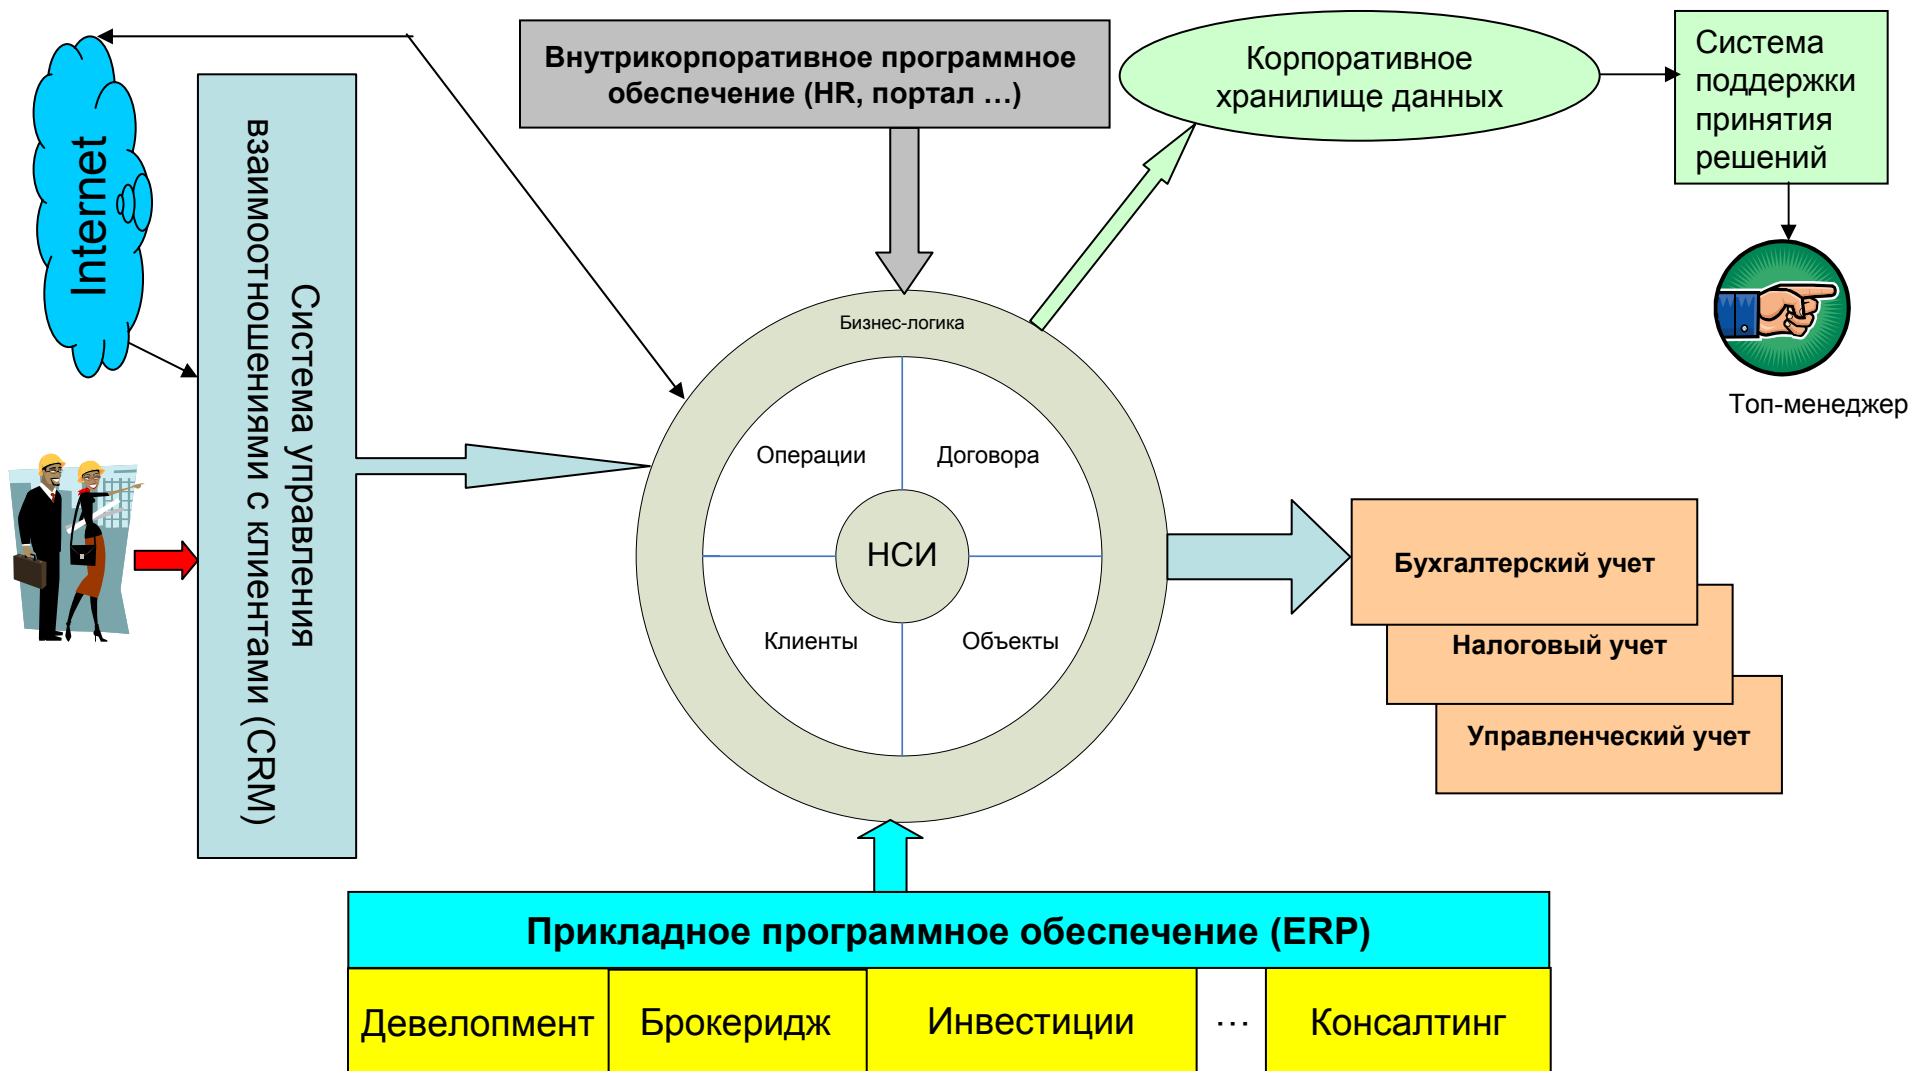 Внутрикорпоративное программное
обеспечение (HR, портал ...)
Корпоративное
хранилище данных
Система
поддержки
принятия
решений
Топ-менеджер
Internet
Система управления
взаимоотношениями с клиентами (CRM)
Бизнес-логика
Операции
Договора
НСИ
Клиенты
Объекты
Бухгалтерский учет
Налоговый учет
Управленческий учет
Прикладное программное обеспечение (ERP)
Девелопмент
Брокеридж
Инвестиции
...
Консалтинг